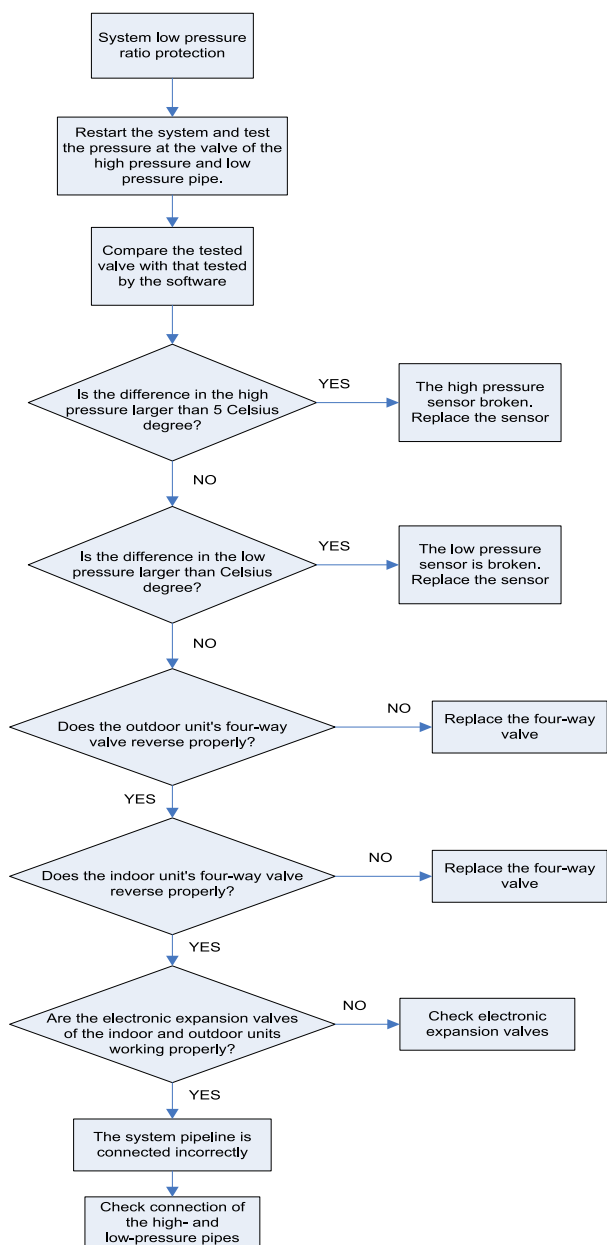 System low pressure
ratio protection
Restart the system and test
the pressure at the valve of the
high pressure and low
pressure pipe.
Compare the tested
valve with that tested
by the software
Is the difference in the high
pressure larger than 5 Celsius
degree?
YES
The high pressure
sensor broken.
Replace the sensor
NO
Is the difference in the low
pressure larger than Celsius
degree?
YES
The low pressure
sensor is broken.
Replace the sensor
NO
Does the outdoor unit's four-way
valve reverse properly?
NO
Replace the four-way
valve
YES
Does the indoor unit's four-way valve
reverse properly?
NO
Replace the four-way
valve
YES
Are the electronic expansion valves
of the indoor and outdoor units
working properly?
NO
Check electronic
expansion valves
YES
The system pipeline is
connected incorrectly
Check connection of
the high- and
low-pressure pipes